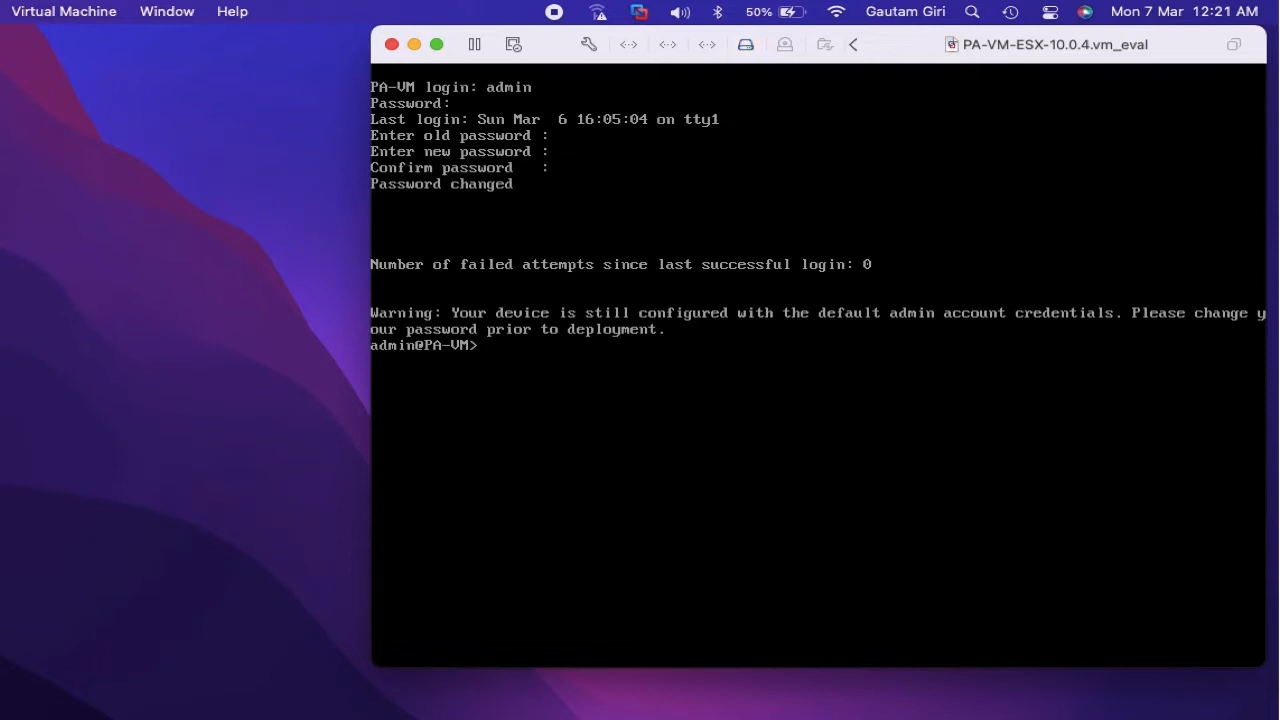 Virtual Machine Window Help 50% Gautam Giri Mon 7 Mar 12:21 AM
PA-VM-ESX-10.0.4.vm_eval
PA-VM login: admin
Password:
Last login: Sun Mar  6 16:05:04 on tty1
Enter old password :
Enter new password :
Confirm password   :
Password changed
Number of failed attempts since last successful login: 0
Warning: Your device is still configured with the default admin account credentials. Please change y
our password prior to deployment.
admin@PA-VM>